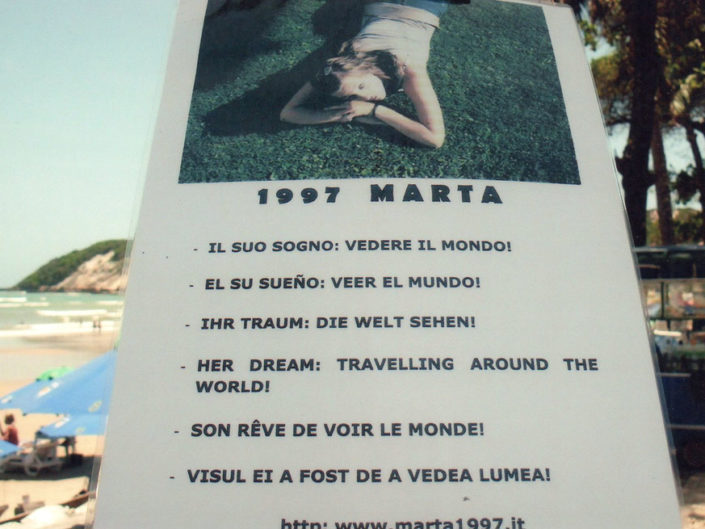 1997 MARTA
- IL SUO SOGNO: VEDERE IL MONDO!
- EL SU SUEÑO: VEER EL MUNDO!
- IHR TRAUM: DIE WELT SEHEN!
- HER DREAM: TRAVELLING AROUND THE
WORLD!
- SON RÊVE DE VOIR LE MONDE!
- VISUL EI A FOST DE A VEDEA LUMEA!
http: www.marta1997.it